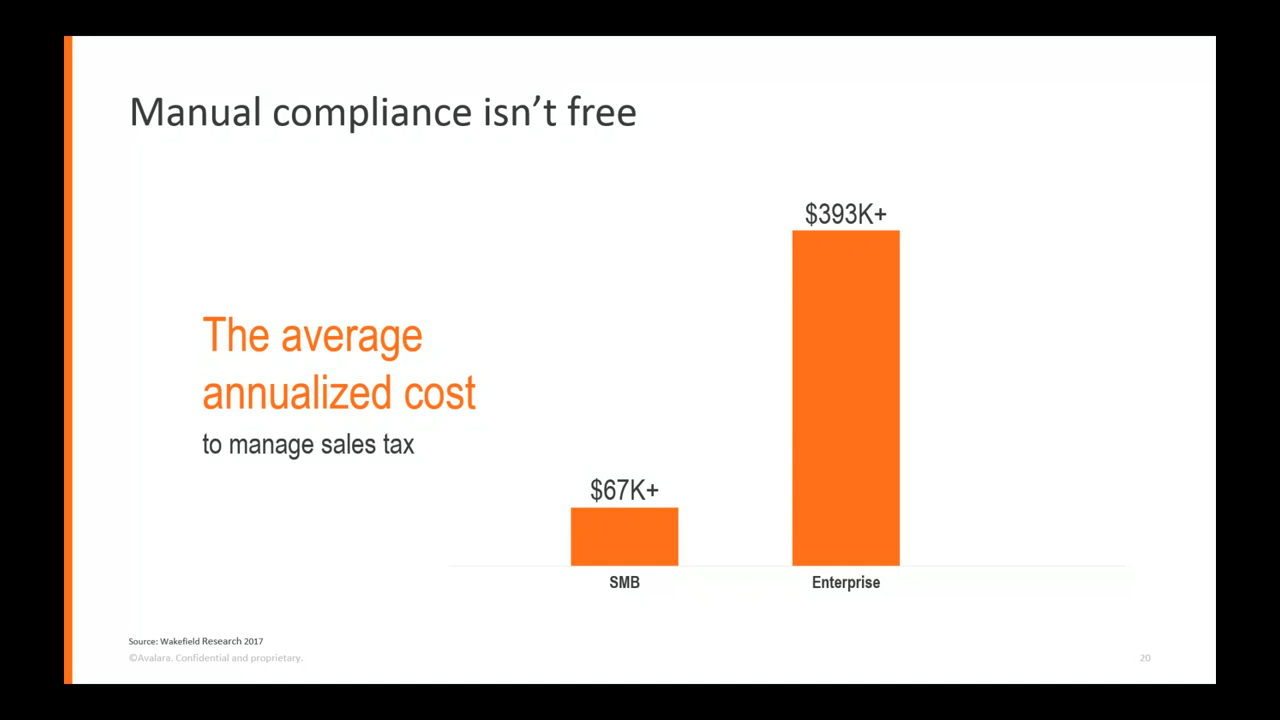 Manual compliance isn’t free
The average
annualized cost
to manage sales tax
$393K+
$67K+
SMB
Enterprise
Source: Wakefield Research 2017
©Avalara. Confidential and proprietary.
20